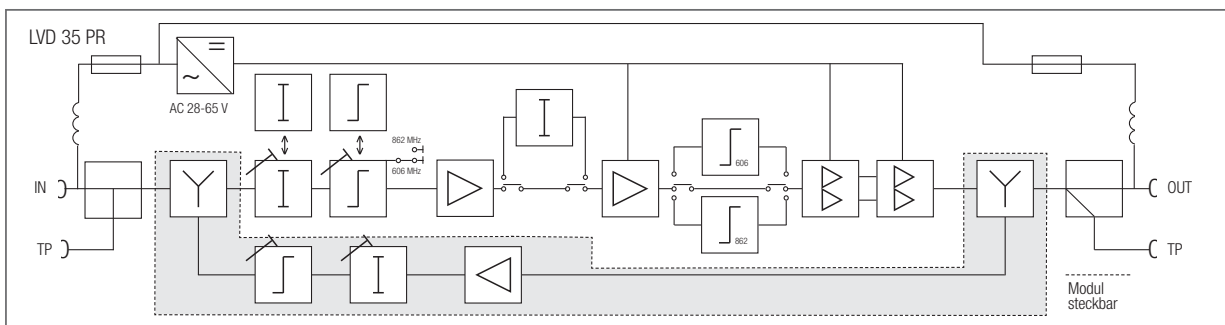 LVD 35 PR
AC 28-65 V
862 MHz
606 MHz
606
862
IN
OUT
TP
TP
Modul
steckbar